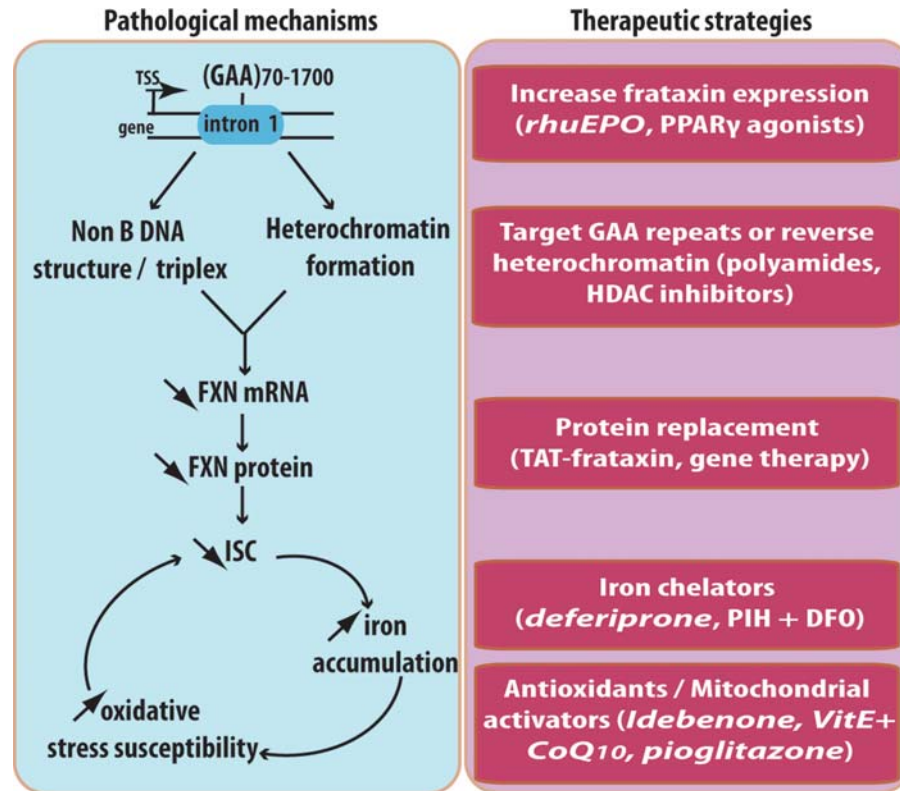 Pathological mechanisms
TSS
(GAA)70-1700
gene
intron 1
Non B DNA
structure / triplex
Heterochromatin
formation
FXN mRNA
FXN protein
ISC
iron
accumulation
oxidative
stress susceptibility
Therapeutic strategies
Increase frataxin expression
(rhuEPO, PPARγ agonists)
Target GAA repeats or reverse
heterochromatin (polyamides,
HDAC inhibitors)
Protein replacement
(TAT-frataxin, gene therapy)
Iron chelators
(deferiprone, PIH + DFO)
Antioxidants / Mitochondrial
activators (Idebenone, VitE+
CoQ10, pioglitazone)